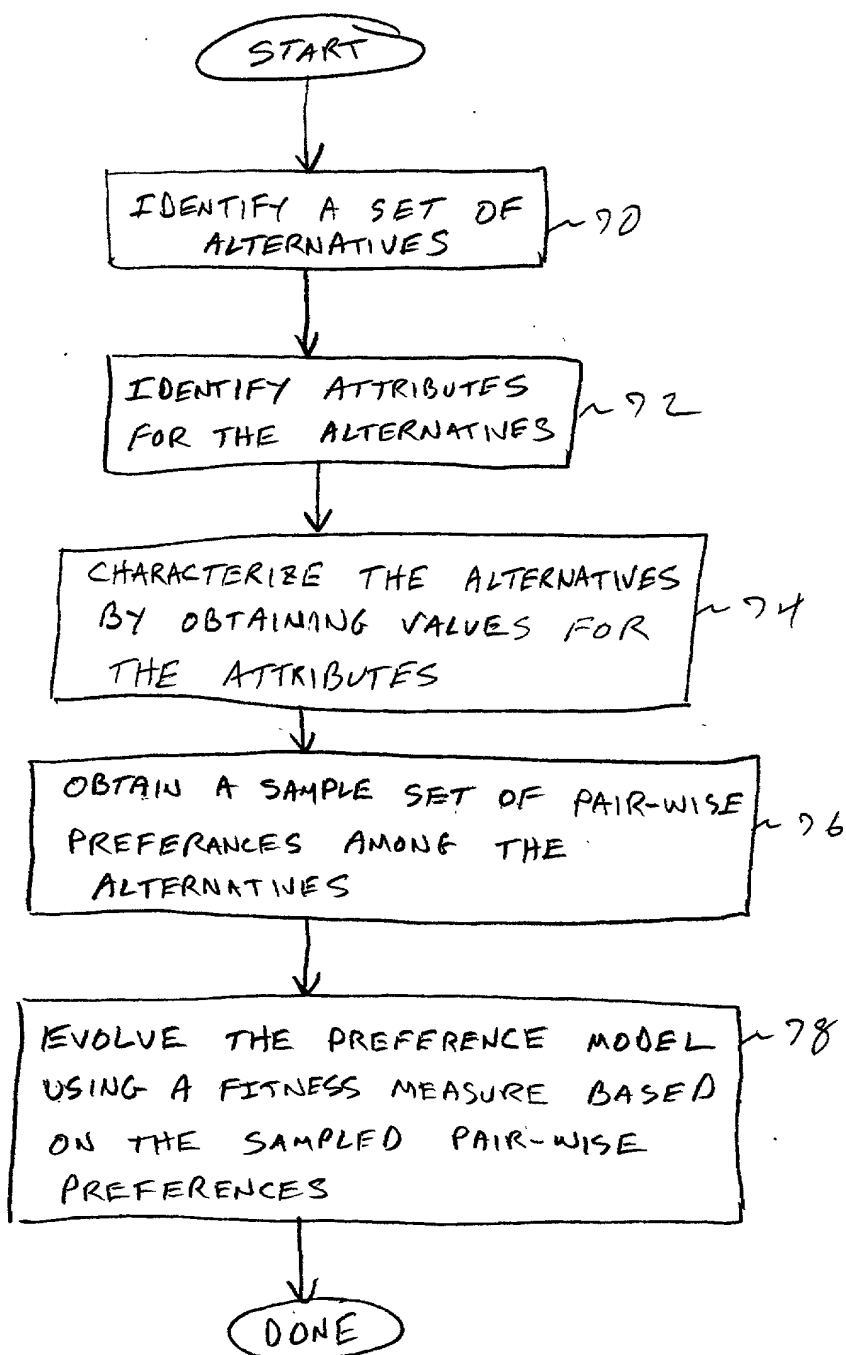 START
IDENTIFY A SET OF
ALTERNATIVES
70
IDENTIFY ATTRIBUTES
FOR THE ALTERNATIVES
72
CHARACTERIZE THE ALTERNATIVES
BY OBTAINING VALUES FOR
THE ATTRIBUTES
74
OBTAIN A SAMPLE SET OF PAIR-WISE
PREFERANCES AMONG THE
ALTERNATIVES
76
EVOLVE THE PREFERENCE MODEL
USING A FITNESS MEASURE BASED
ON THE SAMPLED PAIR-WISE
PREFERENCES
78
DONE